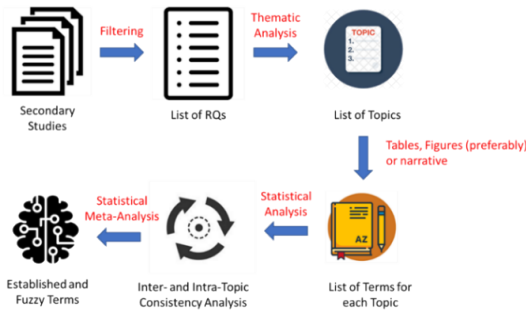 Filtering
Thematic
Analysis
TOPIC
1.
2.
3.
Secondary
Studies
List of RQs
List of Topics
Tables, Figures (preferably)
or narrative
Statistical
Meta-Analysis
Statistical
Analysis
AZ
Established and
Fuzzy Terms
Inter- and Intra-Topic
Consistency Analysis
List of Terms for
each Topic